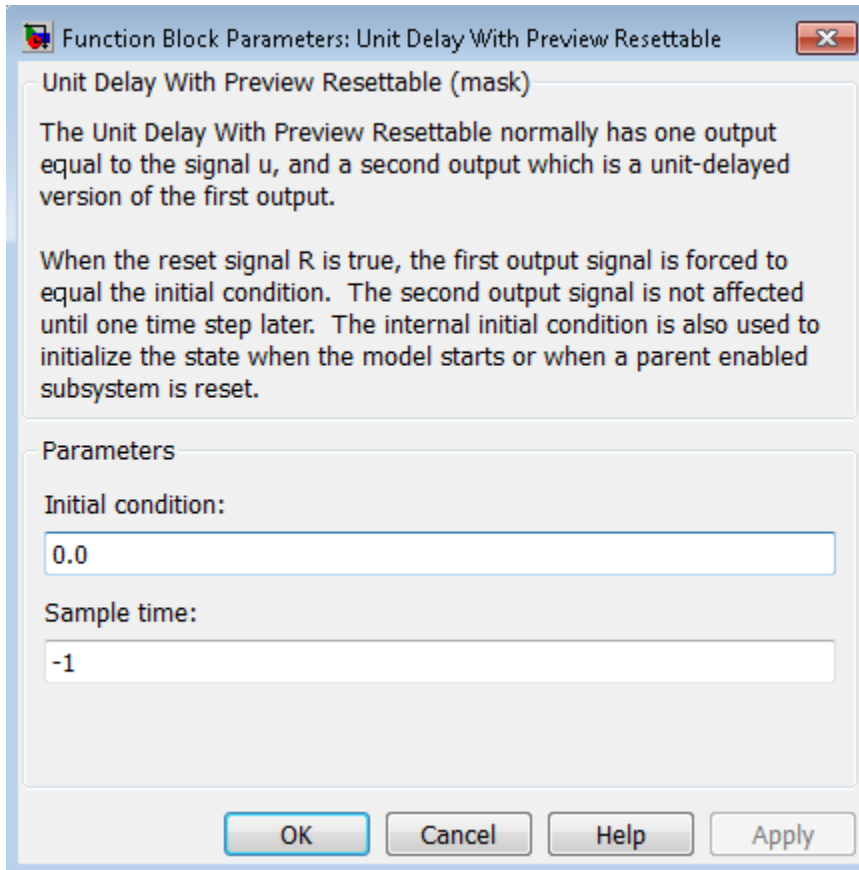 Function Block Parameters: Unit Delay With Preview Resettable
Unit Delay With Preview Resettable (mask)
The Unit Delay With Preview Resettable normally has one output
equal to the signal u, and a second output which is a unit-delayed
version of the first output.
When the reset signal R is true, the first output signal is forced to
equal the initial condition.  The second output signal is not affected
until one time step later.  The internal initial condition is also used to
initialize the state when the model starts or when a parent enabled
subsystem is reset.
Parameters
Initial condition:
0.0
Sample time:
-1
OK Cancel Help Apply